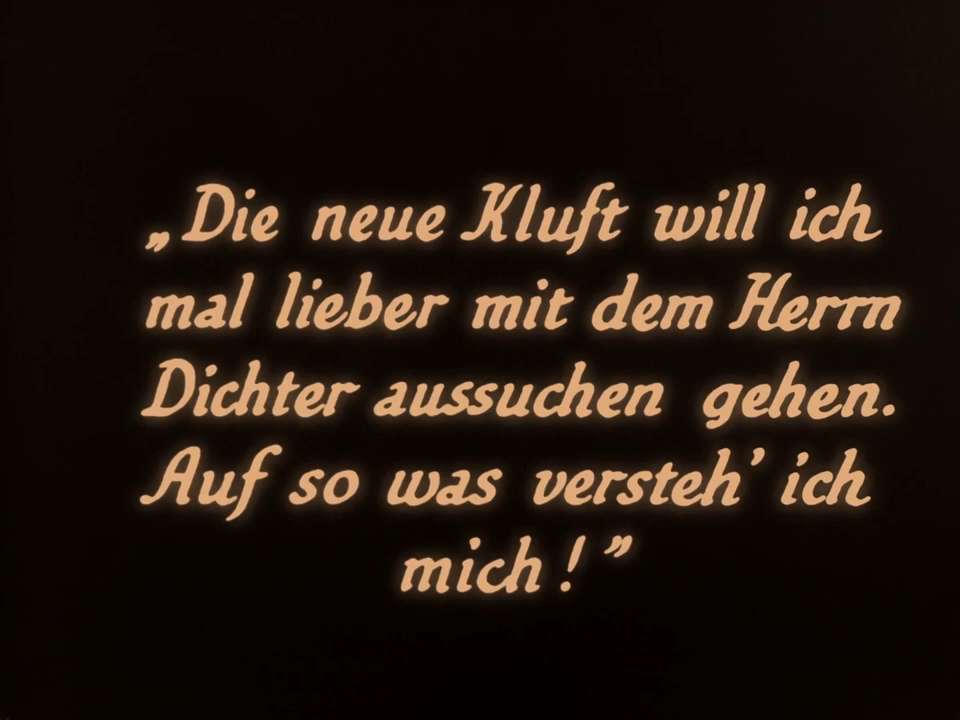 „Die neue Kluft will ich
mal lieber mit dem Herrn
Dichter aussuchen gehen.
Auf so was versteh’ ich
mich!”